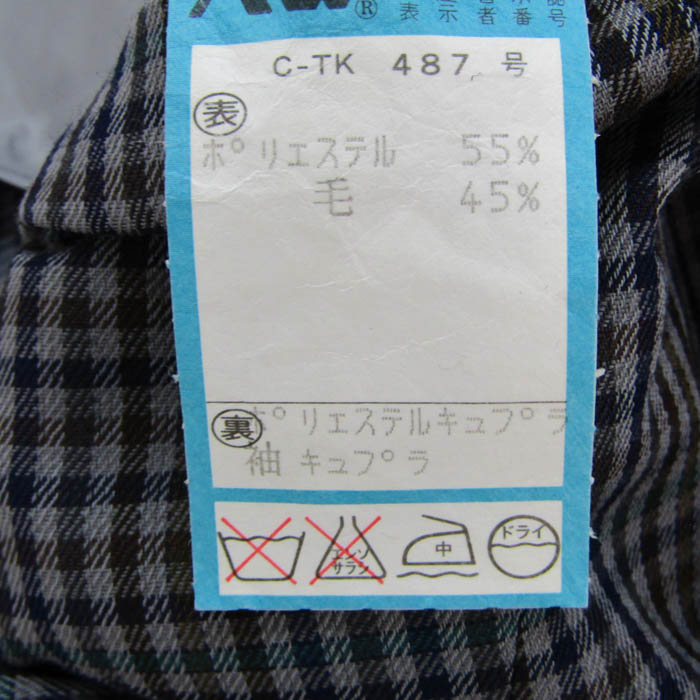 ®
表示者番号
C-TK 487 号
表
ポリエステル 55%
毛 45%
裏 ポリエステルキュプラ
袖 キュプラ
エンソサラシ
中
ドライ